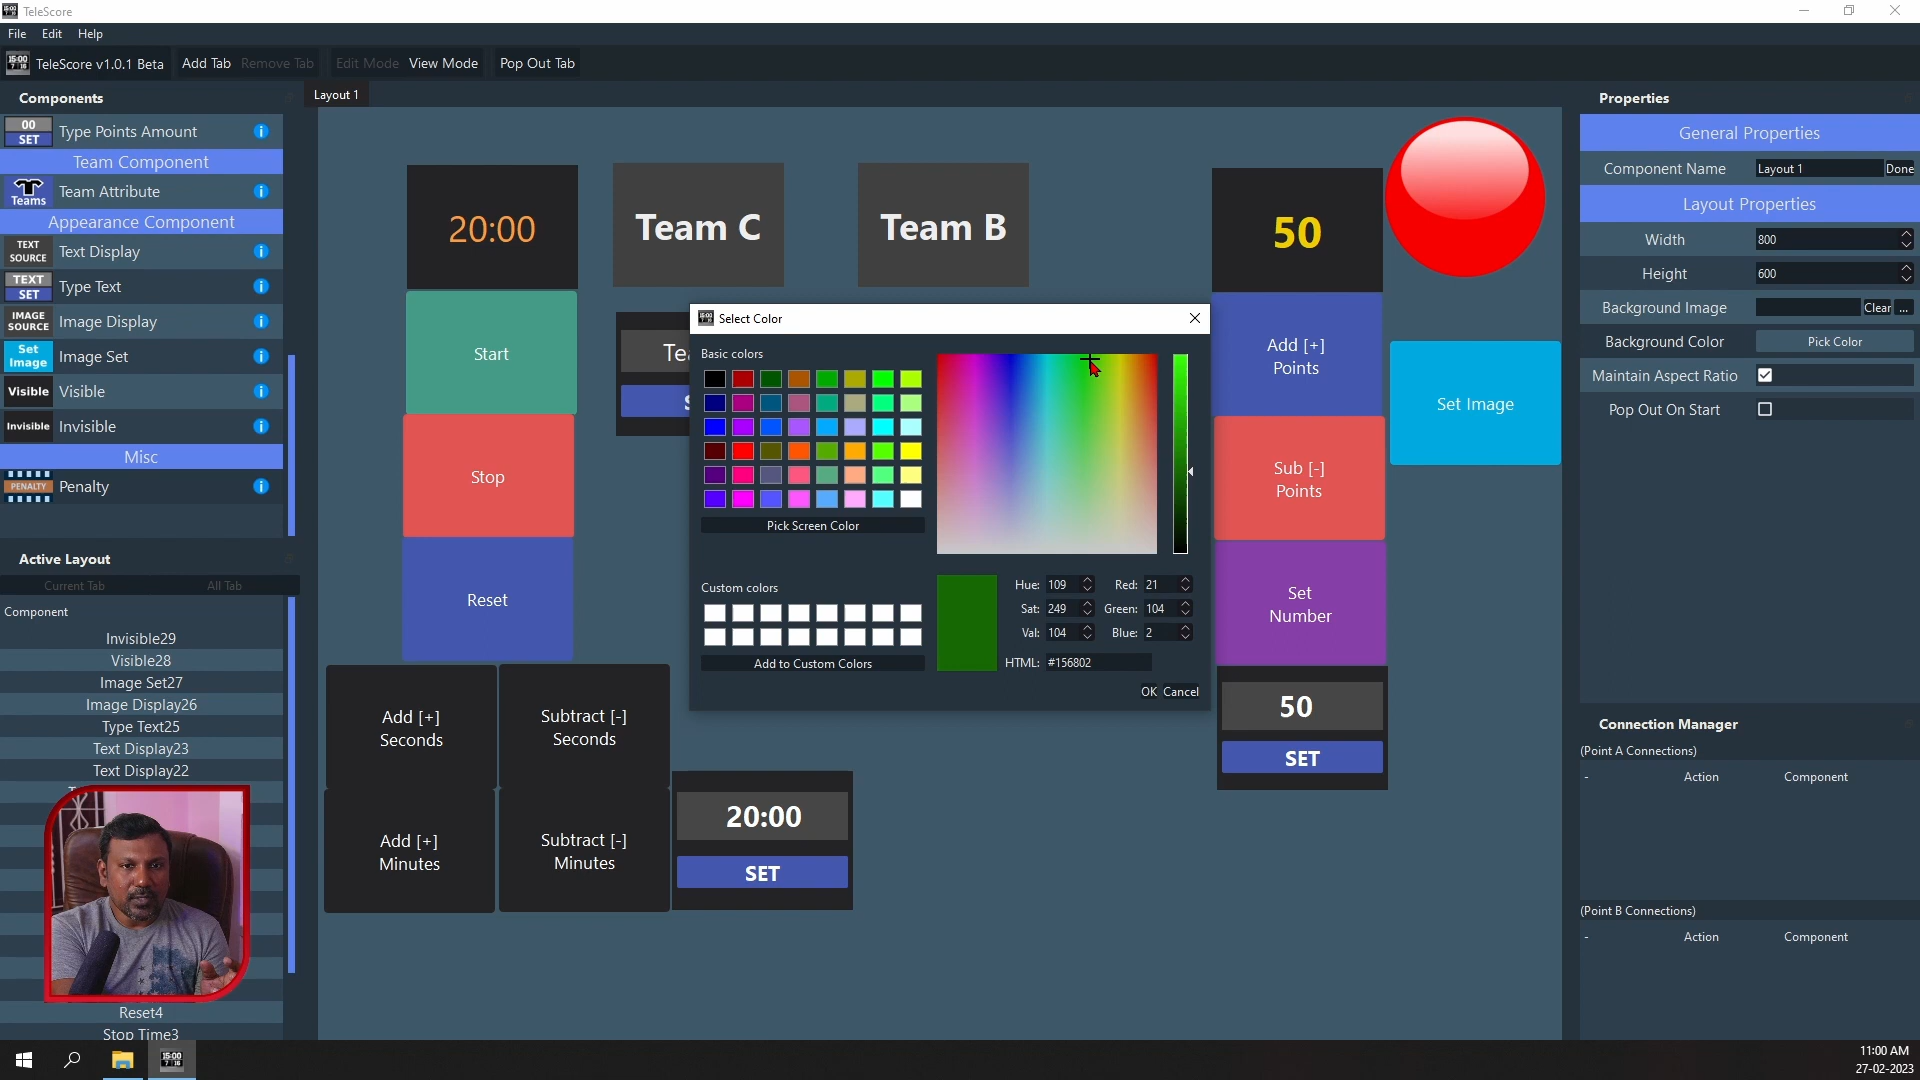 TeleScore
File Edit Help
TeleScore v1.0.1 Beta Add Tab Remove Tab Edit Mode View Mode Pop Out Tab
Components
00
SET
Type Points Amount
Team Component
Teams
Team Attribute
Appearance Component
TEXT
SOURCE
Text Display
TEXT
SET
Type Text
IMAGE
SOURCE
Image Display
Set
Image
Image Set
Visible
Visible
Invisible
Invisible
Misc
PENALTY
Penalty
Active Layout
Current Tab All Tab
Component
Invisible29
Visible28
Image Set27
Image Display26
Type Text25
Text Display23
Text Display22
Reset4
Stop Time3
Layout 1
20:00
Team C
Team B
50
Start
Stop
Reset
Add [+]
Seconds
Subtract [-]
Seconds
Add [+]
Minutes
Subtract [-]
Minutes
20:00
SET
Select Color
Basic colors
Pick Screen Color
Custom colors
Add to Custom Colors
Hue: 109 Red: 21
Sat: 249 Green: 104
Val: 104 Blue: 2
HTML: #156802
OK Cancel
Add [+]
Points
Sub [-]
Points
Set
Number
50
SET
Set Image
Properties
General Properties
Component Name Layout 1 Done
Layout Properties
Width 800
Height 600
Background Image Clear ...
Background Color Pick Color
Maintain Aspect Ratio
Pop Out On Start
Connection Manager
(Point A Connections)
- Action Component
(Point B Connections)
- Action Component
15:00
11:00 AM
27-02-2023